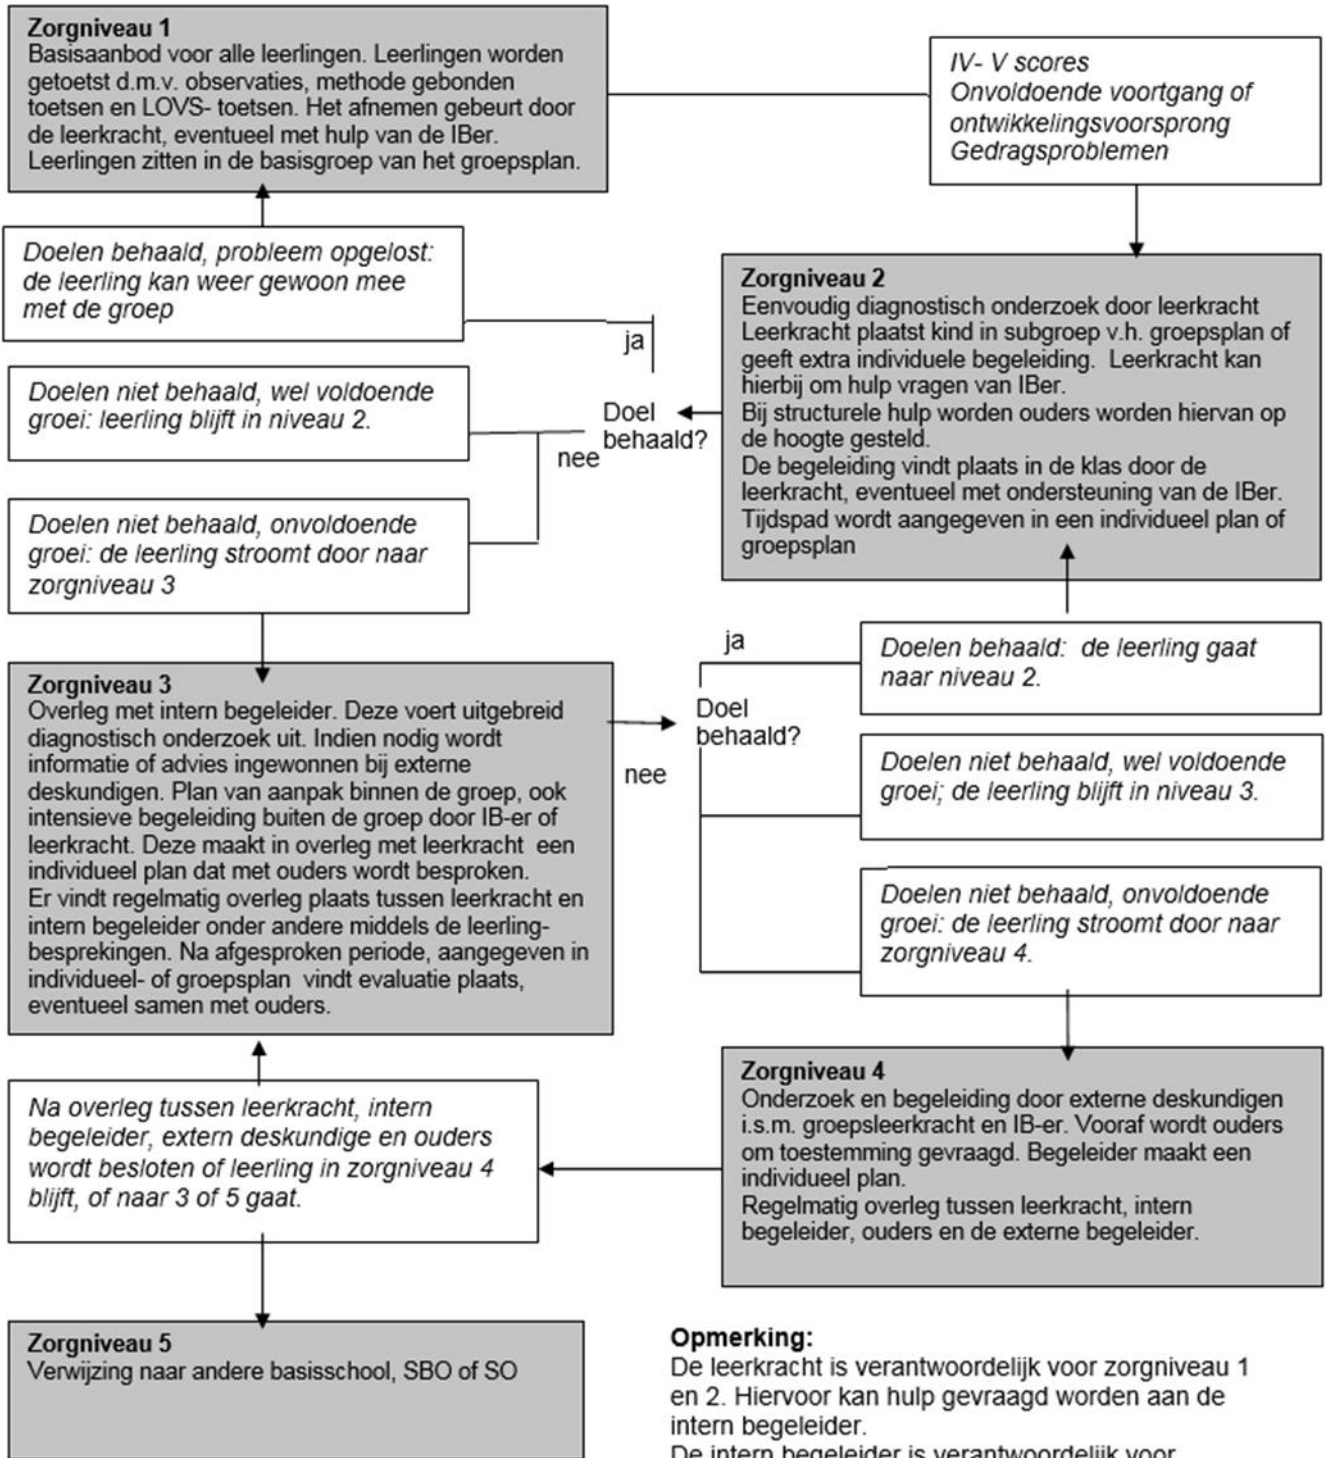 Zorgniveau 1
Basisaanbod voor alle leerlingen. Leerlingen worden
getoetst d.m.v. observaties, methode gebonden
toetsen en LOVS- toetsen. Het afnemen gebeurt door
de leerkracht, eventueel met hulp van de IBer.
Leerlingen zitten in de basisgroep van het groepsplan.
IV- V scores
Onvoldoende voortgang of
ontwikkelingsvoorsprong
Gedragsproblemen
Doelen behaald, probleem opgelost:
de leerling kan weer gewoon mee
met de groep
ja
Zorgniveau 2
Eenvoudig diagnostisch onderzoek door leerkracht
Leerkracht plaatst kind in subgroep v.h. groepsplan of
geeft extra individuele begeleiding. Leerkracht kan
hierbij om hulp vragen van IBer.
Bij structurele hulp worden ouders worden hiervan op
de hoogte gesteld.
De begeleiding vindt plaats in de klas door de
leerkracht, eventueel met ondersteuning van de IBer.
Tijdspad wordt aangegeven in een individueel plan of
groepsplan
Doelen niet behaald, wel voldoende
groei: leerling blijft in niveau 2.
Doel
behaald?
nee
Doelen niet behaald, onvoldoende
groei: de leerling stroomt door naar
zorgniveau 3
Zorgniveau 3
Overleg met intern begeleider. Deze voert uitgebreid
diagnostisch onderzoek uit. Indien nodig wordt
informatie of advies ingewonnen bij externe
deskundigen. Plan van aanpak binnen de groep, ook
intensieve begeleiding buiten de groep door IB-er of
leerkracht. Deze maakt in overleg met leerkracht een
individueel plan dat met ouders wordt besproken.
Er vindt regelmatig overleg plaats tussen leerkracht en
intern begeleider onder andere middels de leerling-
besprekingen. Na afgesproken periode, aangegeven in
individueel- of groepsplan vindt evaluatie plaats,
eventueel samen met ouders.
ja
Doel
behaald?
nee
Doelen behaald: de leerling gaat
naar niveau 2.
Doelen niet behaald, wel voldoende
groei; de leerling blijft in niveau 3.
Doelen niet behaald, onvoldoende
groei: de leerling stroomt door naar
zorgniveau 4.
Zorgniveau 4
Onderzoek en begeleiding door externe deskundigen
i.s.m. groepsleerkracht en IB-er. Vooraf wordt ouders
om toestemming gevraagd. Begeleider maakt een
individueel plan.
Regelmatig overleg tussen leerkracht, intern
begeleider, ouders en de externe begeleider.
Na overleg tussen leerkracht, intern
begeleider, extern deskundige en ouders
wordt besloten of leerling in zorgniveau 4
blijft, of naar 3 of 5 gaat.
Zorgniveau 5
Verwijzing naar andere basisschool, SBO of SO
Opmerking:
De leerkracht is verantwoordelijk voor zorgniveau 1
en 2. Hiervoor kan hulp gevraagd worden aan de
intern begeleider.
De intern begeleider is verantwoordelijk voor